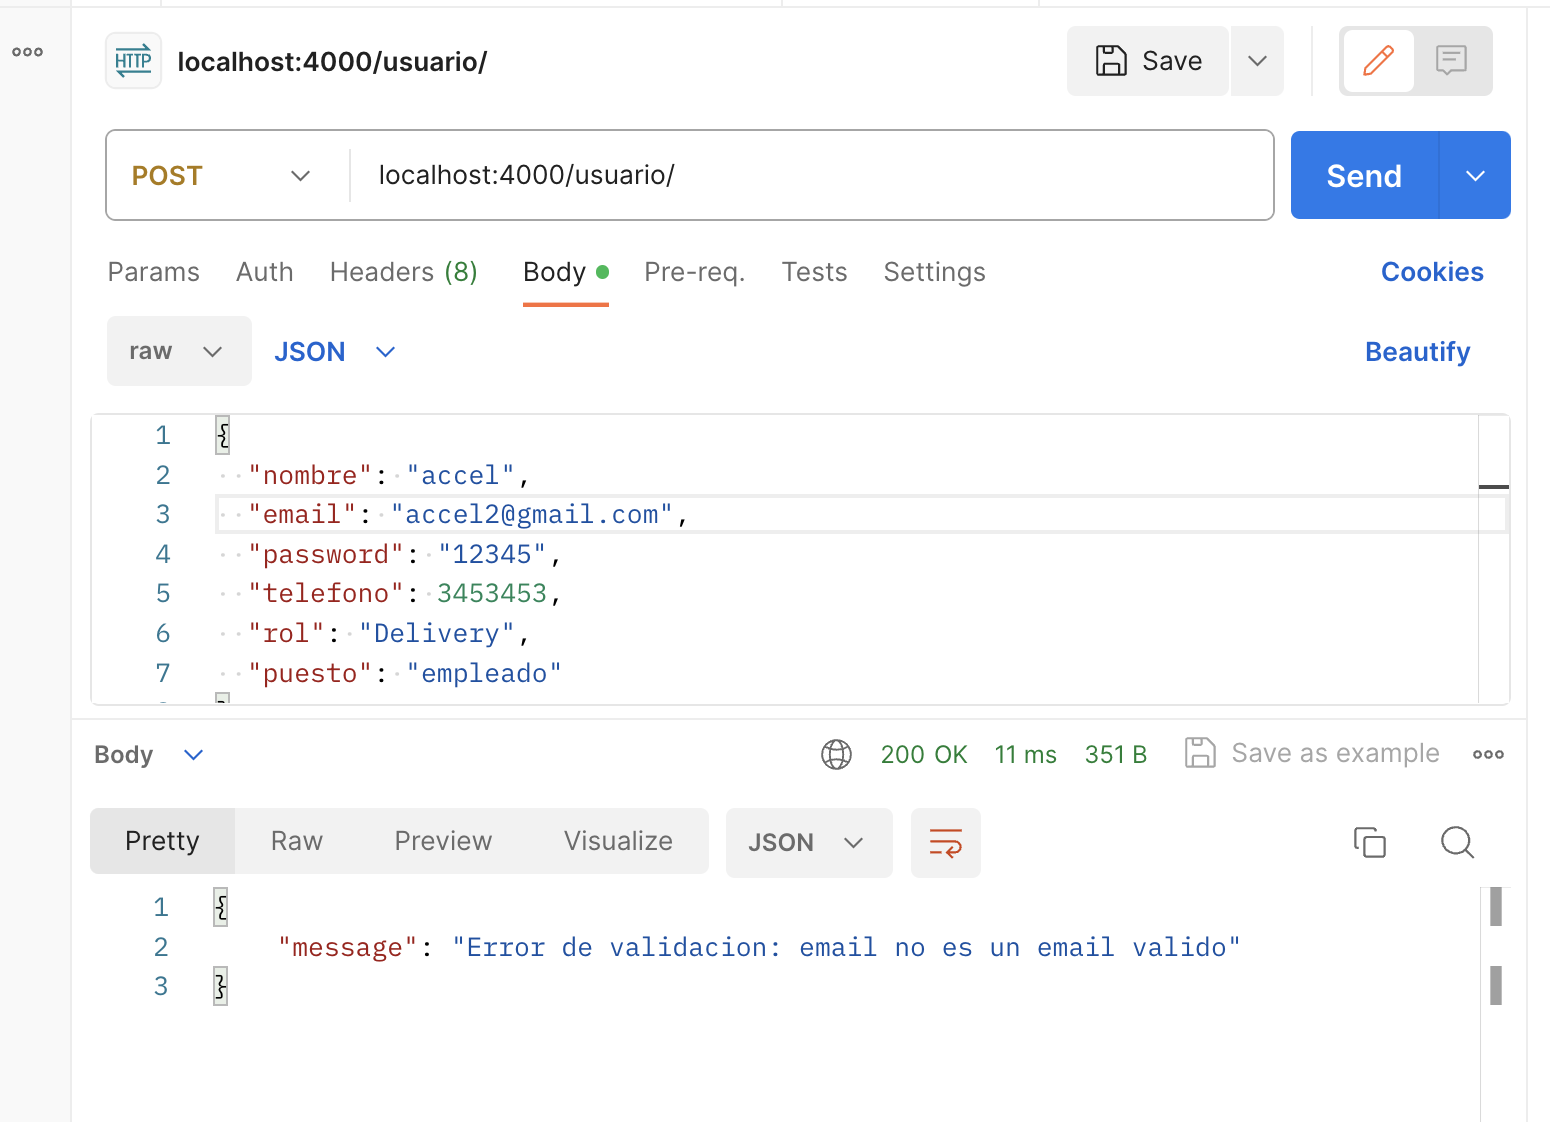 HTTP localhost:4000/usuario/ Save
POST localhost:4000/usuario/ Send
Params Auth Headers (8) Body Pre-req. Tests Settings Cookies
raw JSON Beautify
1 {
2 "nombre": "accel",
3 "email": "accel2@gmail.com",
4 "password": "12345",
5 "telefono": 3453453,
6 "rol": "Delivery",
7 "puesto": "empleado"
Body 200 OK 11 ms 351 B Save as example
Pretty Raw Preview Visualize JSON
1 {
2 "message": "Error de validacion: email no es un email valido"
3 }